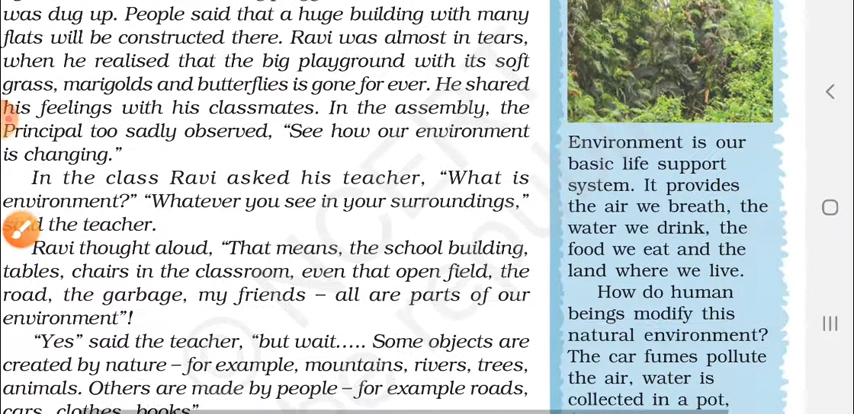 was dug up. People said that a huge building with many
flats will be constructed there. Ravi was almost in tears,
when he realised that the big playground with its soft
grass, marigolds and butterflies is gone for ever. He shared
his feelings with his classmates. In the assembly, the
Principal too sadly observed, “See how our environment
is changing.”
In the class Ravi asked his teacher, “What is
environment?” “Whatever you see in your surroundings,”
the teacher.
Ravi thought aloud, “That means, the school building,
tables, chairs in the classroom, even that open field, the
road, the garbage, my friends – all are parts of our
environment”!
“Yes” said the teacher, “but wait..... Some objects are
created by nature – for example, mountains, rivers, trees,
animals. Others are made by people – for example roads,
cars, clothes, books”
Environment is our
basic life support
system. It provides
the air we breath, the
water we drink, the
food we eat and the
land where we live.
How do human
beings modify this
natural environment?
The car fumes pollute
the air, water is
collected in a pot,
© NCERT